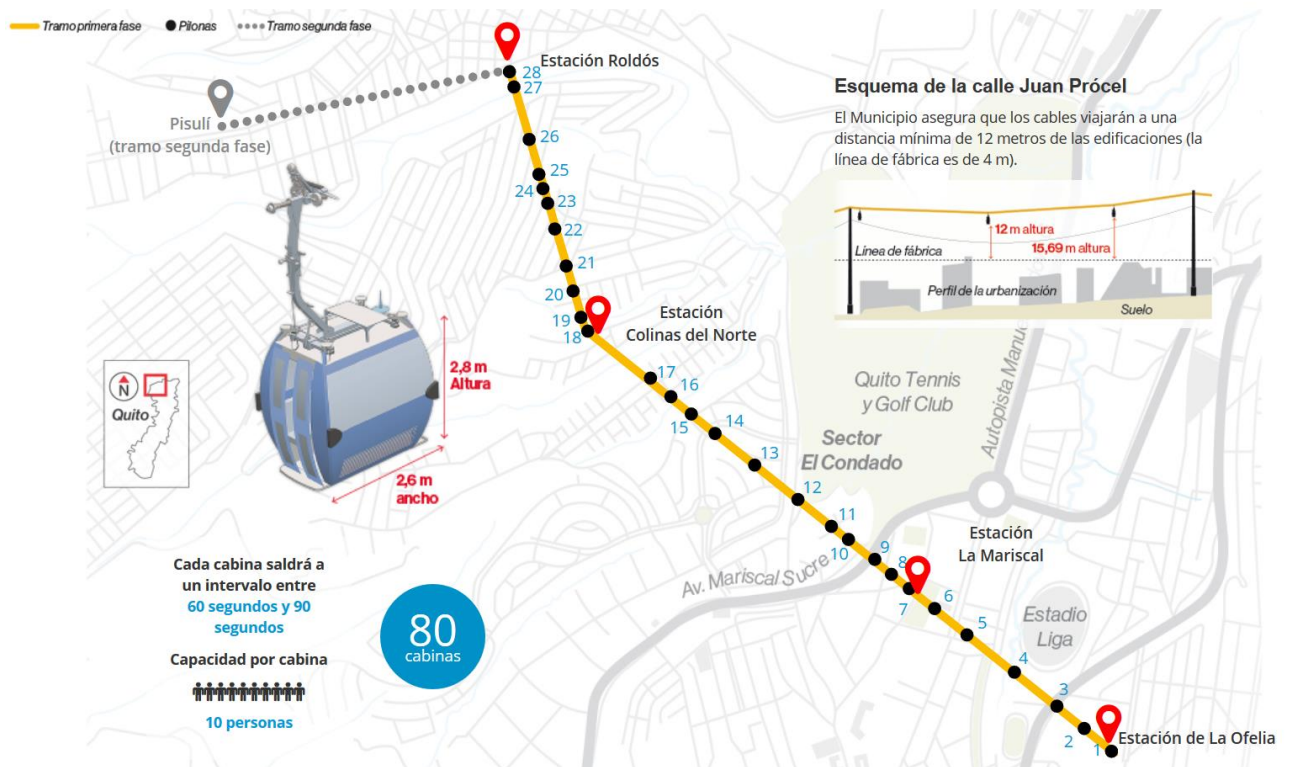 Tramo primera fase
Pilonas
Tramo segunda fase
Estación Roldós
28
27
Pisulí
(tramo segunda fase)
26
25
24
23
22
21
20
19
18
Estación
Colinas del Norte
Esquema de la calle Juan Prócel
El Municipio asegura que los cables viajarán a una
distancia mínima de 12 metros de las edificaciones (la
línea de fábrica es de 4 m).
12 m altura
15,69 m altura
Línea de fábrica
Perfil de la urbanización
Suelo
2,8 m
Altura
2,6 m
ancho
N
Quito
17
16
15
14
13
12
11
10
9
8
7
6
5
4
3
2
1
Quito Tennis
y Golf Club
Autopista Manu
Sector
El Condado
Estación
La Mariscal
Av. Mariscal Sucre
Estadio
Liga
Estación de La Ofelia
Cada cabina saldrá a
un intervalo entre
60 segundos y 90
segundos
80
cabinas
Capacidad por cabina
10 personas